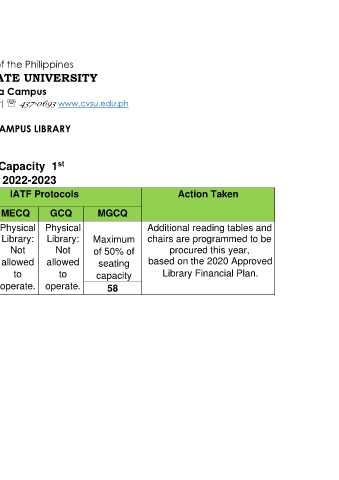 of the Philippines
ATE UNIVERSITY
a Campus
☏ 437-0693 www.cvsu.edu.ph
AMPUS LIBRARY
Capacity 1st
2022-2023
IATF Protocols
Action Taken
MECQ GCQ MGCQ
Physical
Library:
Not
allowed
to
operate.
Physical
Library:
Not
allowed
to
operate.
Maximum
of 50% of
seating
capacity
58
Additional reading tables and
chairs are programmed to be
procured this year,
based on the 2020 Approved
Library Financial Plan.